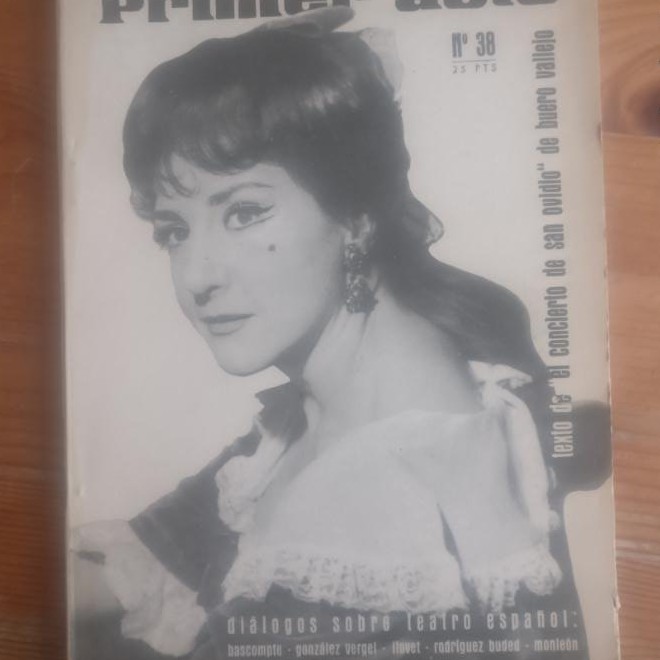 primer acto
Nº 38
25 PTS
texto de "el concierto de san ovidio" de buero vallejo
diálogos sobre teatro español:
bascompte - gonzález vergel - llovet - rodríguez buded - monleón